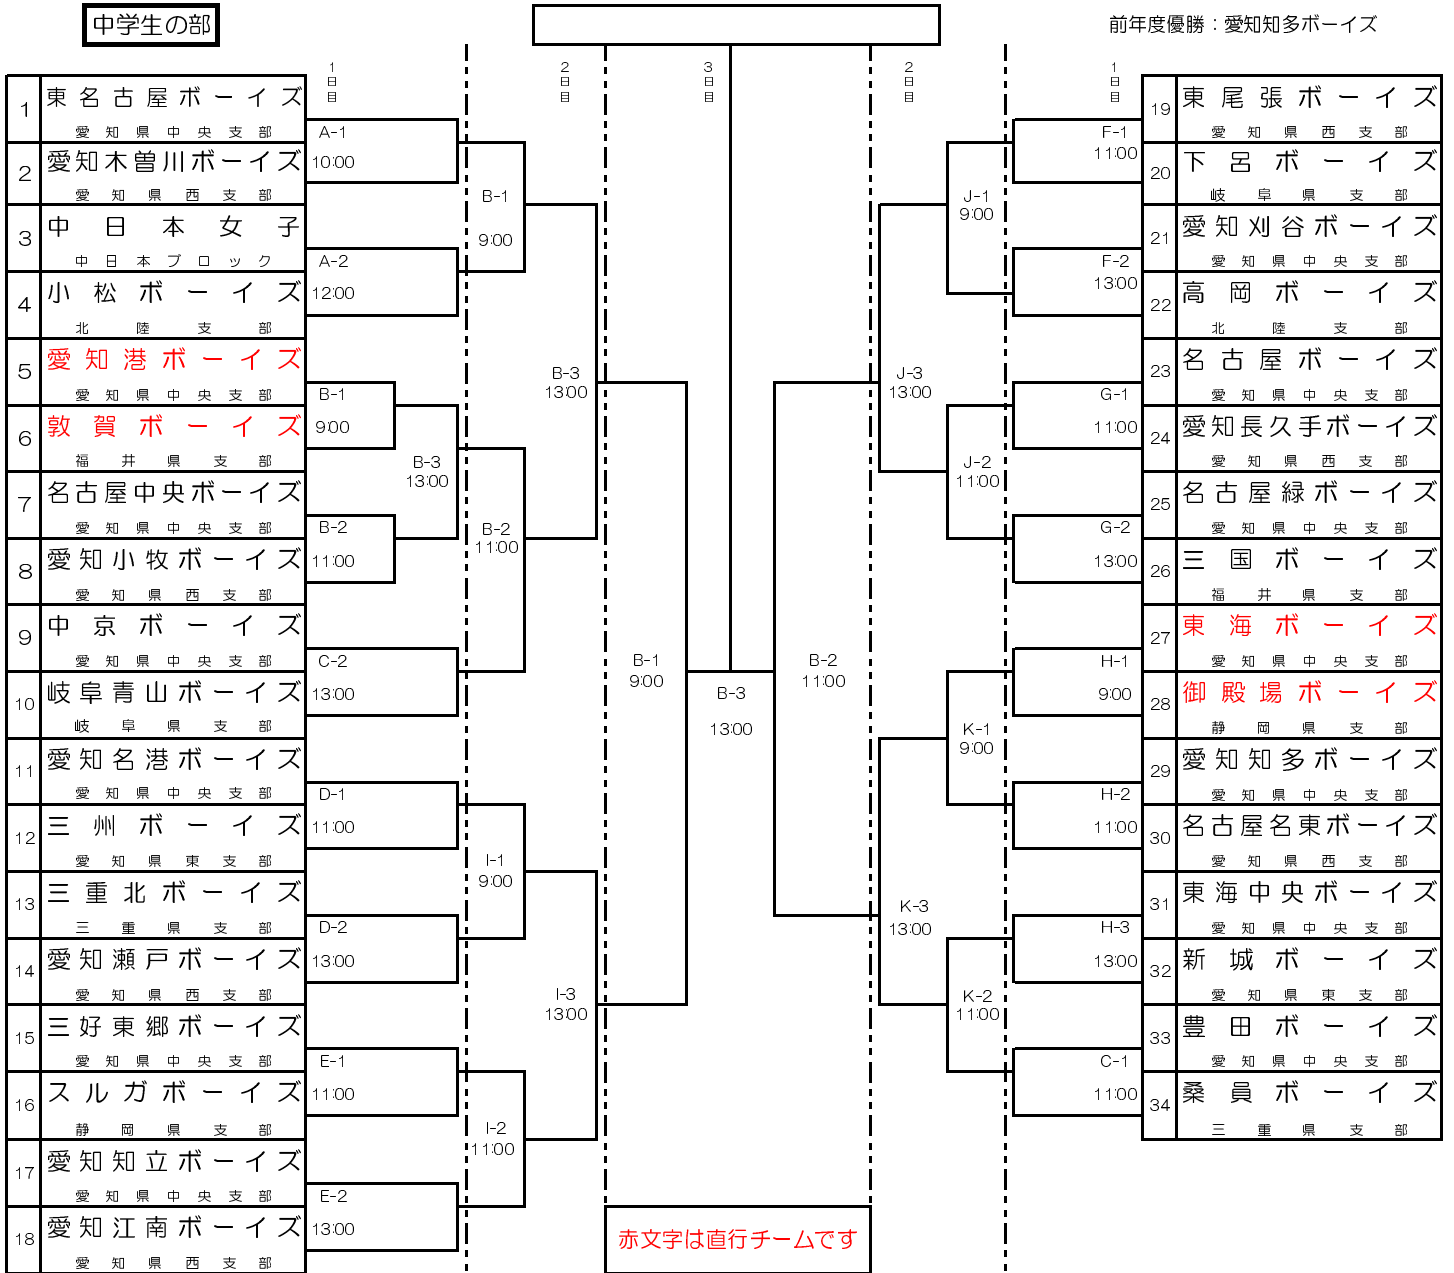 中学生の部
前年度優勝：愛知知多ボーイズ
1日目
2日目
3日目
2日目
1日目
1 東名古屋ボーイズ
愛知県中央支部
2 愛知木曽川ボーイズ
愛知県西支部
3 中日本女子
中日本ブロック
4 小松ボーイズ
北陸支部
5 愛知港ボーイズ
愛知県中央支部
6 敦賀ボーイズ
福井県支部
7 名古屋中央ボーイズ
愛知県中央支部
8 愛知小牧ボーイズ
愛知県西支部
9 中京ボーイズ
愛知県中央支部
10 岐阜青山ボーイズ
岐阜県支部
11 愛知名港ボーイズ
愛知県中央支部
12 三州ボーイズ
愛知県東支部
13 三重北ボーイズ
三重県支部
14 愛知瀬戸ボーイズ
愛知県西支部
15 三好東郷ボーイズ
愛知県中央支部
16 スルガボーイズ
静岡県支部
17 愛知知立ボーイズ
愛知県中央支部
18 愛知江南ボーイズ
愛知県西支部
A-1
10:00
A-2
12:00
B-1
9:00
B-2
11:00
B-3
13:00
C-2
13:00
D-1
11:00
D-2
13:00
E-1
11:00
E-2
13:00
B-1
9:00
B-2
11:00
I-1
9:00
I-2
11:00
B-3
13:00
I-3
13:00
B-1
9:00
B-3
13:00
B-2
11:00
J-3
13:00
K-3
13:00
J-1
9:00
J-2
11:00
K-1
9:00
K-2
11:00
F-1
11:00
F-2
13:00
G-1
11:00
G-2
13:00
H-1
9:00
H-2
11:00
H-3
13:00
C-1
11:00
19 東尾張ボーイズ
愛知県西支部
20 下呂ボーイズ
岐阜県支部
21 愛知刈谷ボーイズ
愛知県中央支部
22 高岡ボーイズ
北陸支部
23 名古屋ボーイズ
愛知県中央支部
24 愛知長久手ボーイズ
愛知県西支部
25 名古屋緑ボーイズ
愛知県中央支部
26 三国ボーイズ
福井県支部
27 東海ボーイズ
愛知県中央支部
28 御殿場ボーイズ
静岡県支部
29 愛知知多ボーイズ
愛知県中央支部
30 名古屋名東ボーイズ
愛知県西支部
31 東海中央ボーイズ
愛知県中央支部
32 新城ボーイズ
愛知県東支部
33 豊田ボーイズ
愛知県中央支部
34 桑員ボーイズ
三重県支部
赤文字は直行チームです